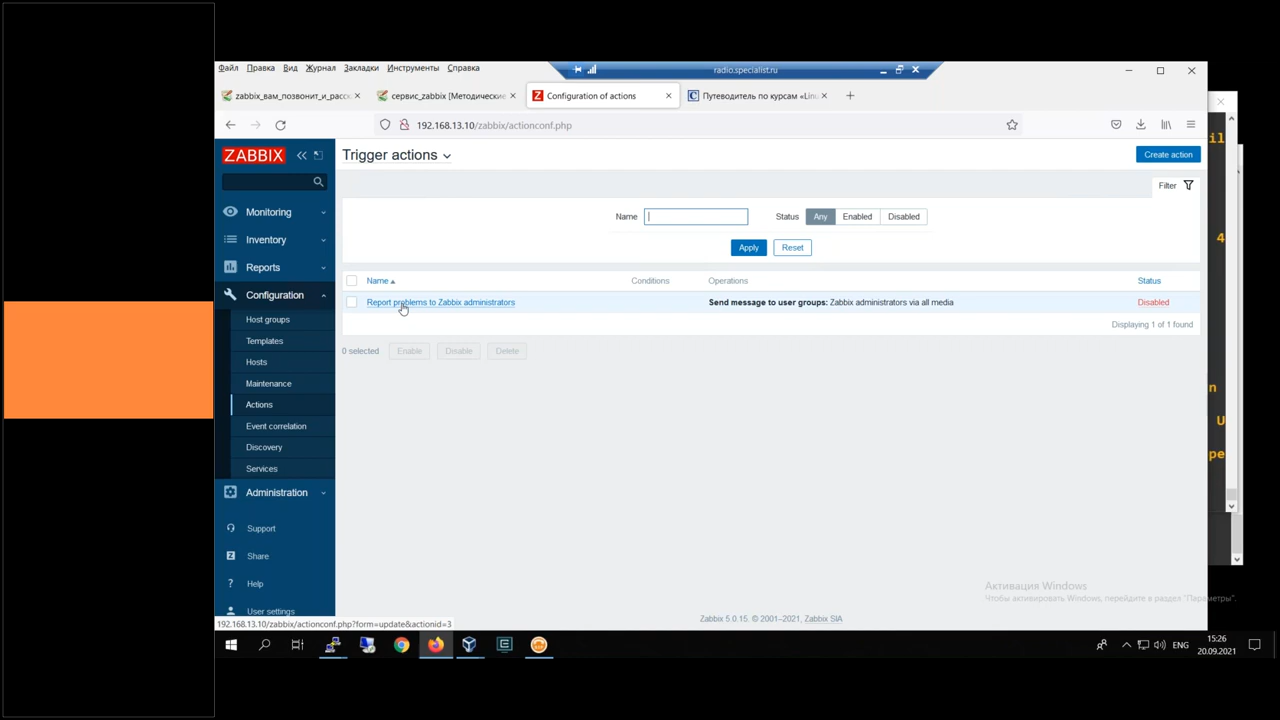 Файл Правка Вид Журнал Закладки Инструменты Справка
radio.specialist.ru
zabbix_вам_позвонит_и_рассе
сервис_zabbix [Методические
Configuration of actions
Путеводитель по курсам «Linu
192.168.13.10/zabbix/actionconf.php
ZABBIX
Trigger actions
Create action
Filter
Name
Status Any Enabled Disabled
Apply Reset
Monitoring
Inventory
Reports
Configuration
Host groups
Templates
Hosts
Maintenance
Actions
Event correlation
Discovery
Services
Administration
Support
Share
Help
User settings
Name Conditions Operations Status
Report problems to Zabbix administrators Send message to user groups: Zabbix administrators via all media Disabled
Displaying 1 of 1 found
0 selected Enable Disable Delete
il
4
n
U
pe
Активация Windows
Чтобы активировать Windows, перейдите в раздел "Параметры".
Zabbix 5.0.15. © 2001–2021, Zabbix SIA
192.168.13.10/zabbix/actionconf.php?form=update&actionid=3
ENG
15:26
20.09.2021